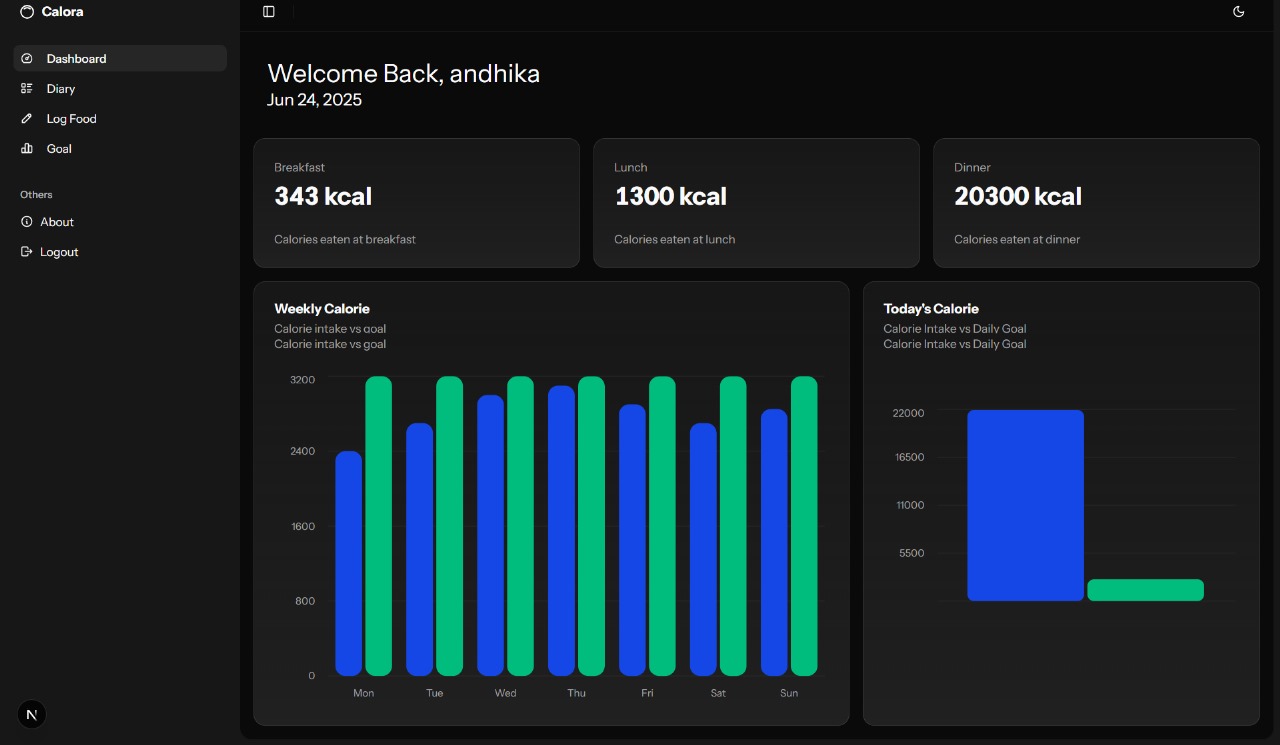 Calora
Dashboard
Diary
Log Food
Goal
Others
About
Logout
N
Welcome Back, andhika
Jun 24, 2025
Breakfast
343 kcal
Calories eaten at breakfast
Lunch
1300 kcal
Calories eaten at lunch
Dinner
20300 kcal
Calories eaten at dinner
Weekly Calorie
Calorie intake vs goal
Calorie intake vs goal
3200
2400
1600
800
0
Mon Tue Wed Thu Fri Sat Sun
Today's Calorie
Calorie Intake vs Daily Goal
Calorie Intake vs Daily Goal
22000
16500
11000
5500